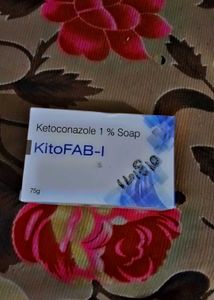 Ketoconazole 1 % Soap
KitoFAB-I
75g